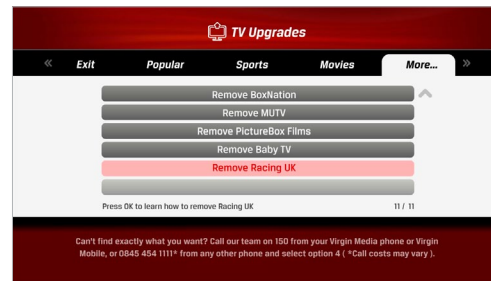 TV Upgrades
« Exit Popular Sports Movies More... »
Remove BoxNation
Remove MUTV
Remove PictureBox Films
Remove Baby TV
Remove Racing UK
Press OK to learn how to remove Racing UK 11 / 11
Can't find exactly what you want? Call our team on 150 from your Virgin Media phone or Virgin
Mobile, or 0845 454 1111* from any other phone and select option 4 ( *Call costs may vary ).